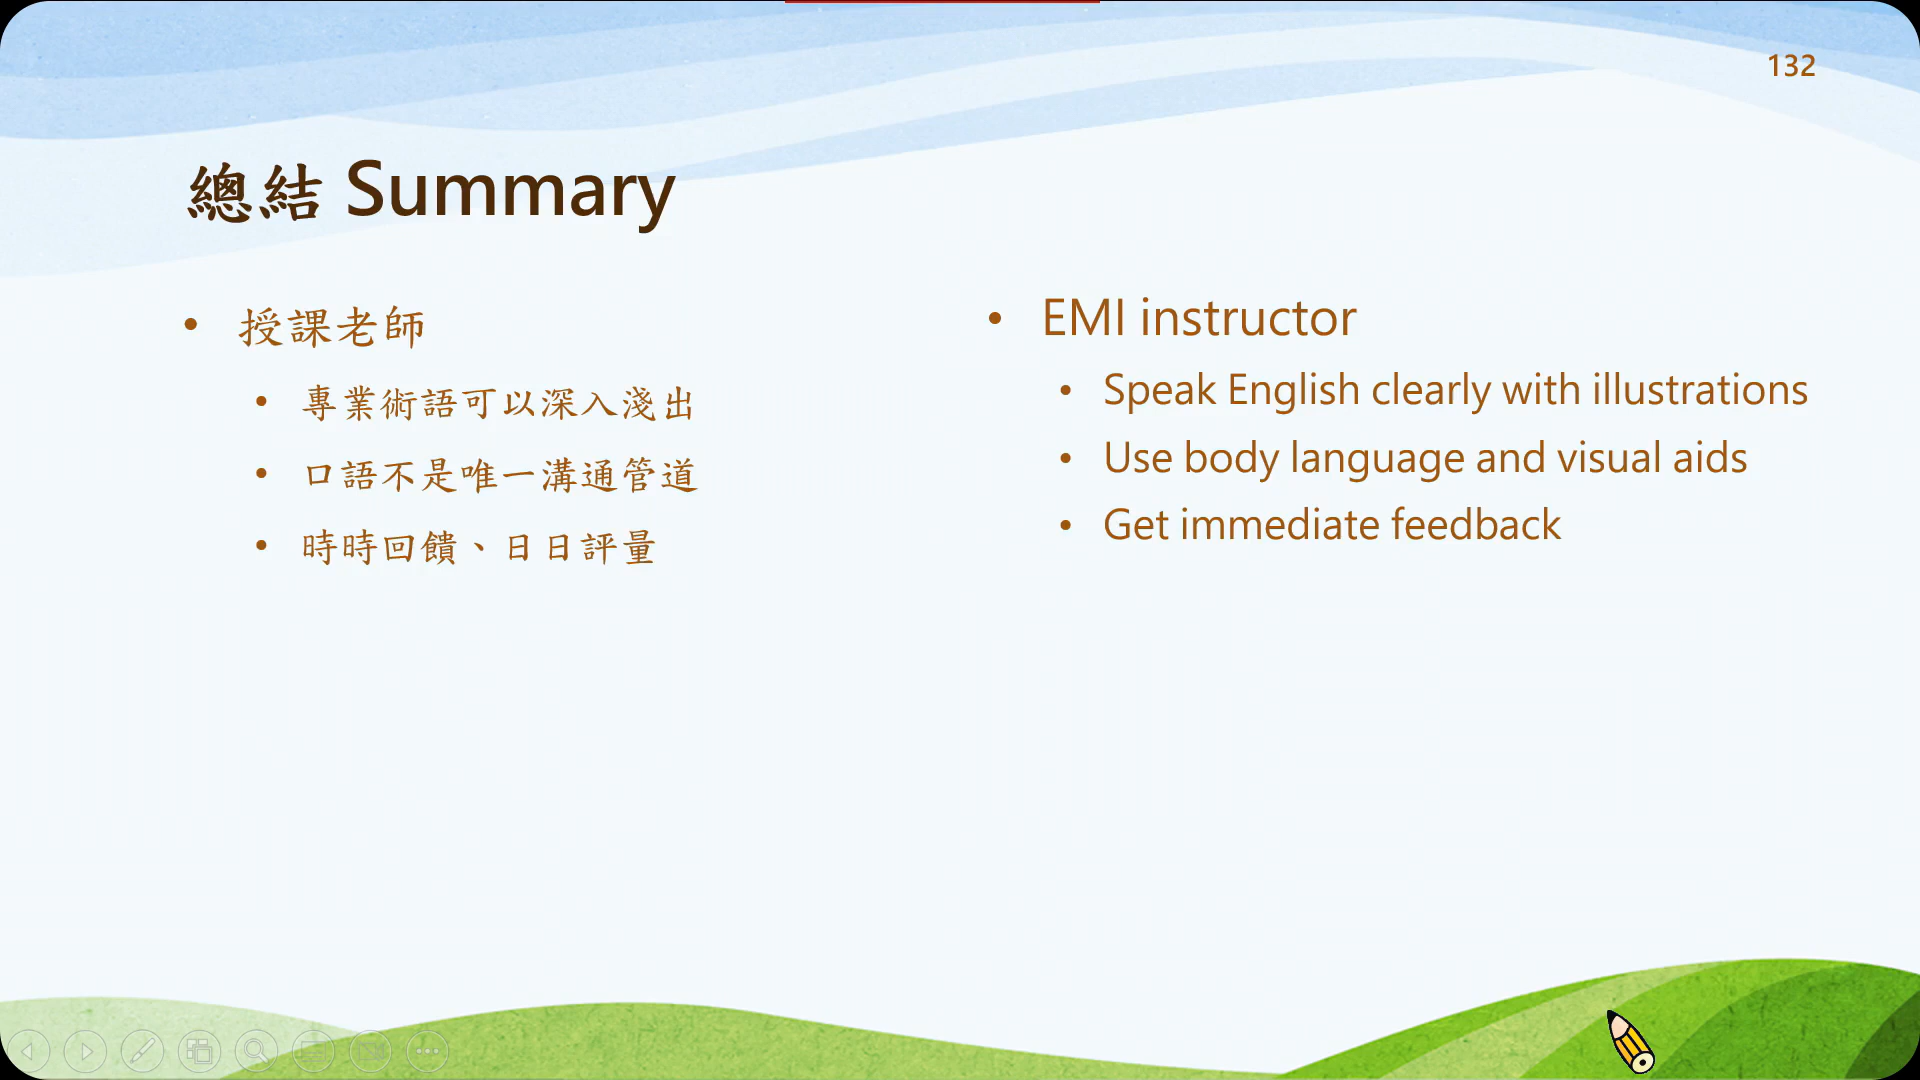 132
總結 Summary
• 授課老師
• 專業術語可以深入淺出
• 口語不是唯一溝通管道
• 時時回饋、日日評量
• EMI instructor
• Speak English clearly with illustrations
• Use body language and visual aids
• Get immediate feedback